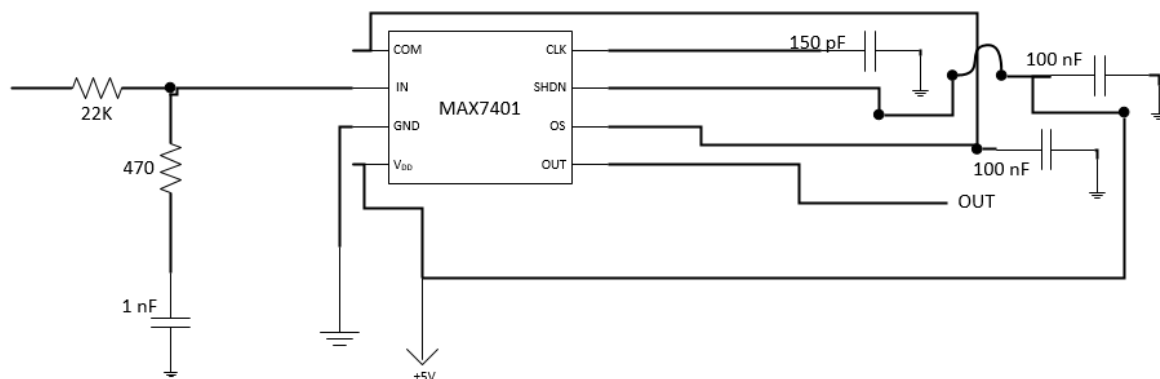 COM
CLK
150 pF
100 nF
22K
IN
MAX7401
SHDN
GND
OS
470
V_DD
OUT
100 nF
OUT
1 nF
+5V